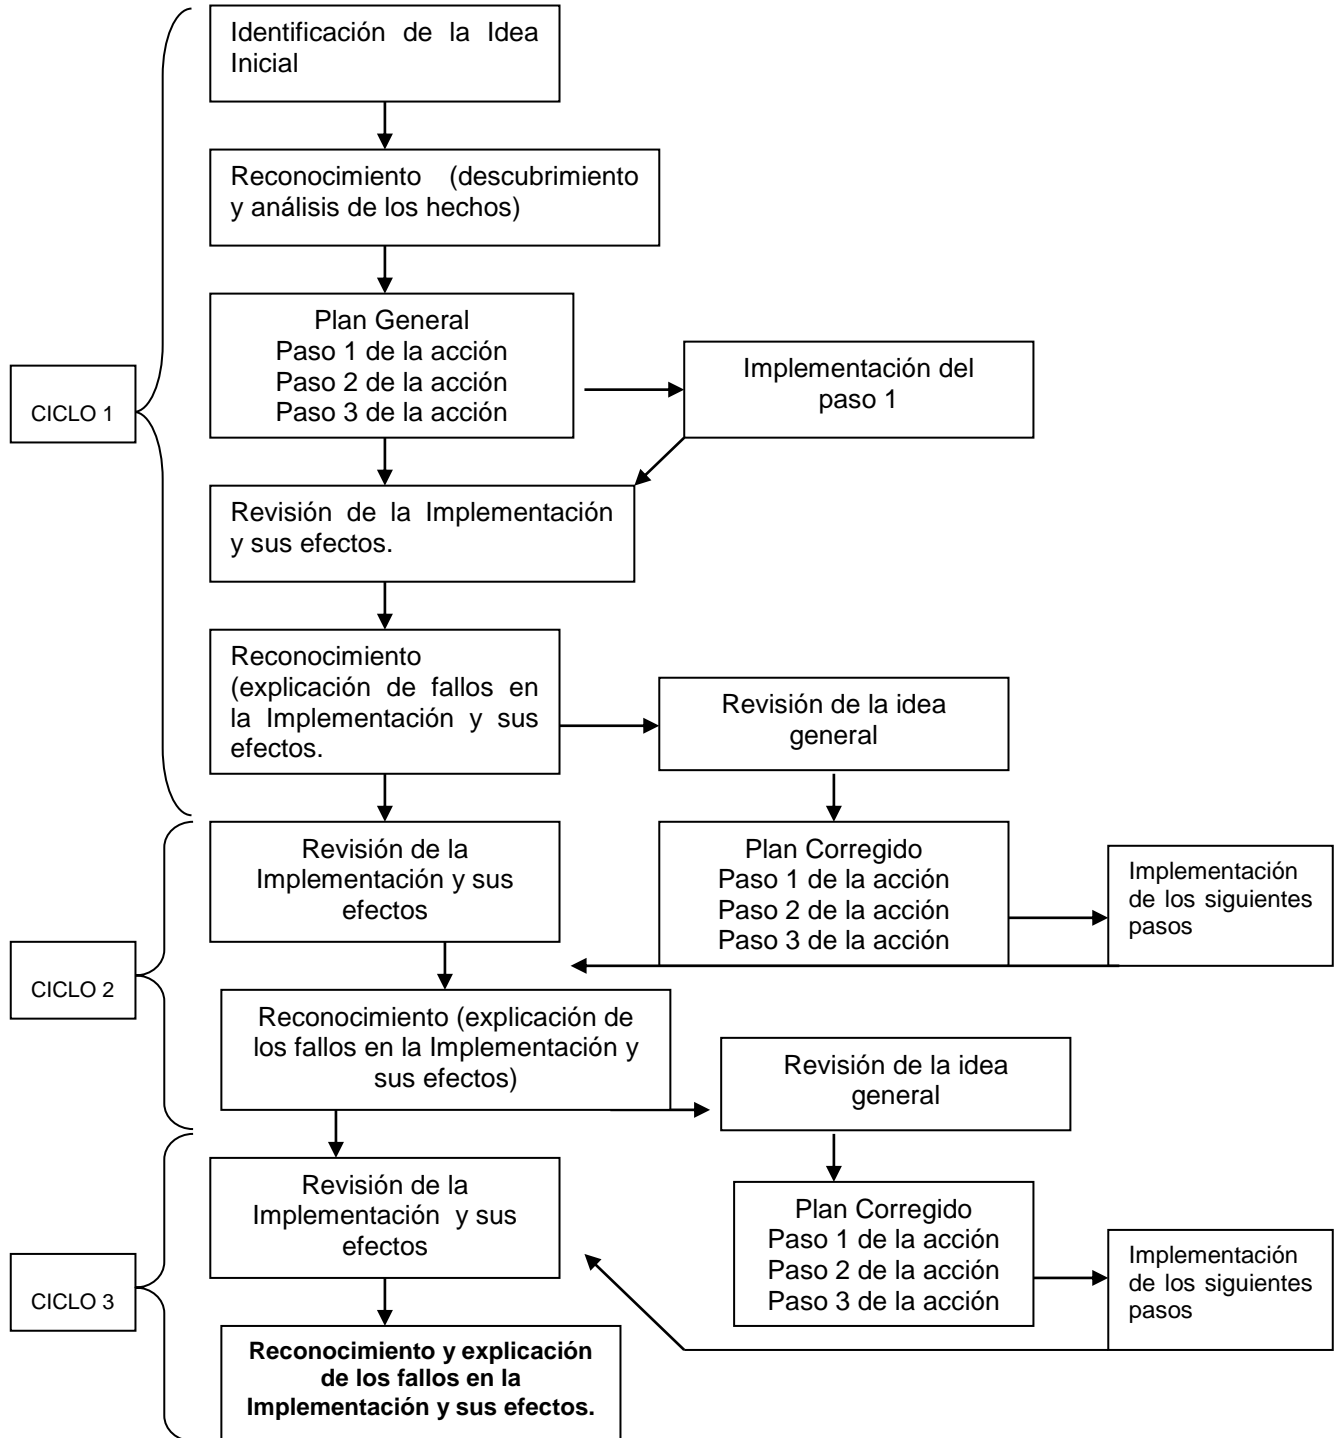 Identificación de la Idea
Inicial
Reconocimiento (descubrimiento
y análisis de los hechos)
Plan General
Paso 1 de la acción
Paso 2 de la acción
Paso 3 de la acción
Implementación del
paso 1
CICLO 1
Revisión de la Implementación
y sus efectos.
Reconocimiento
(explicación de fallos en
la Implementación y sus
efectos.
Revisión de la idea
general
Revisión de la
Implementación y sus
efectos
Plan Corregido
Paso 1 de la acción
Paso 2 de la acción
Paso 3 de la acción
Implementación
de los siguientes
pasos
CICLO 2
Reconocimiento (explicación de
los fallos en la Implementación y
sus efectos)
Revisión de la idea
general
Revisión de la
Implementación y sus
efectos
Plan Corregido
Paso 1 de la acción
Paso 2 de la acción
Paso 3 de la acción
Implementación
de los siguientes
pasos
CICLO 3
Reconocimiento y explicación
de los fallos en la
Implementación y sus efectos.